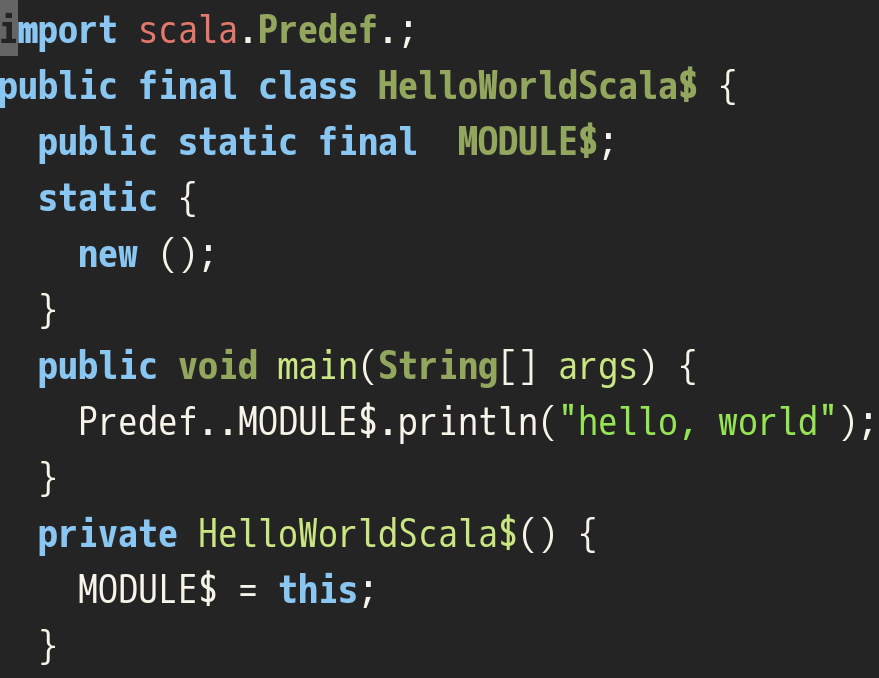 import scala.Predef.;
public final class HelloWorldScala$ {
  public static final  MODULE$;
  static {
    new ();
  }
  public void main(String[] args) {
    Predef..MODULE$.println("hello, world");
  }
  private HelloWorldScala$() {
    MODULE$ = this;
  }